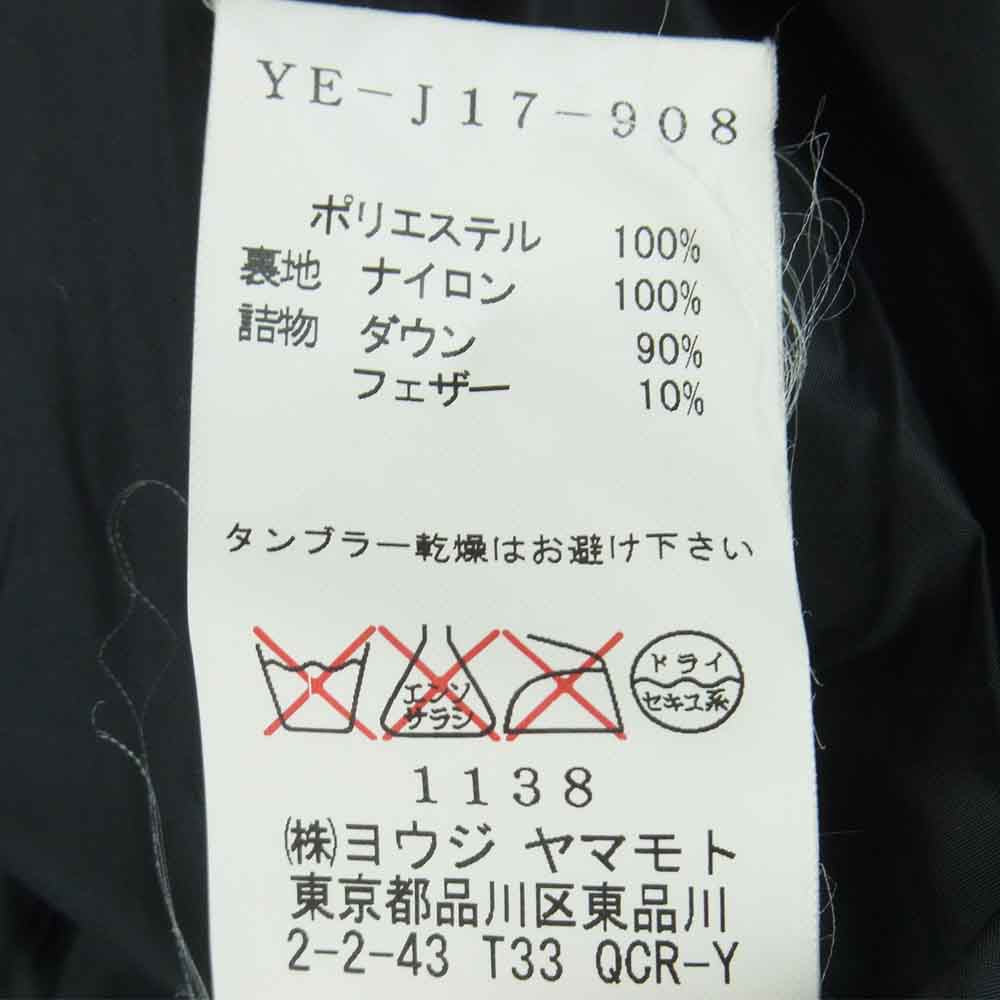 YE-J17-908
ポリエステル 100%
裏地 ナイロン 100%
詰物 ダウン 90%
フェザー 10%
タンブラー乾燥はお避け下さい
エンソ サラシ
ドライ
セキユ系
1138
㈱ヨウジ ヤマモト
東京都品川区東品川
2-2-43 T33 QCR-Y